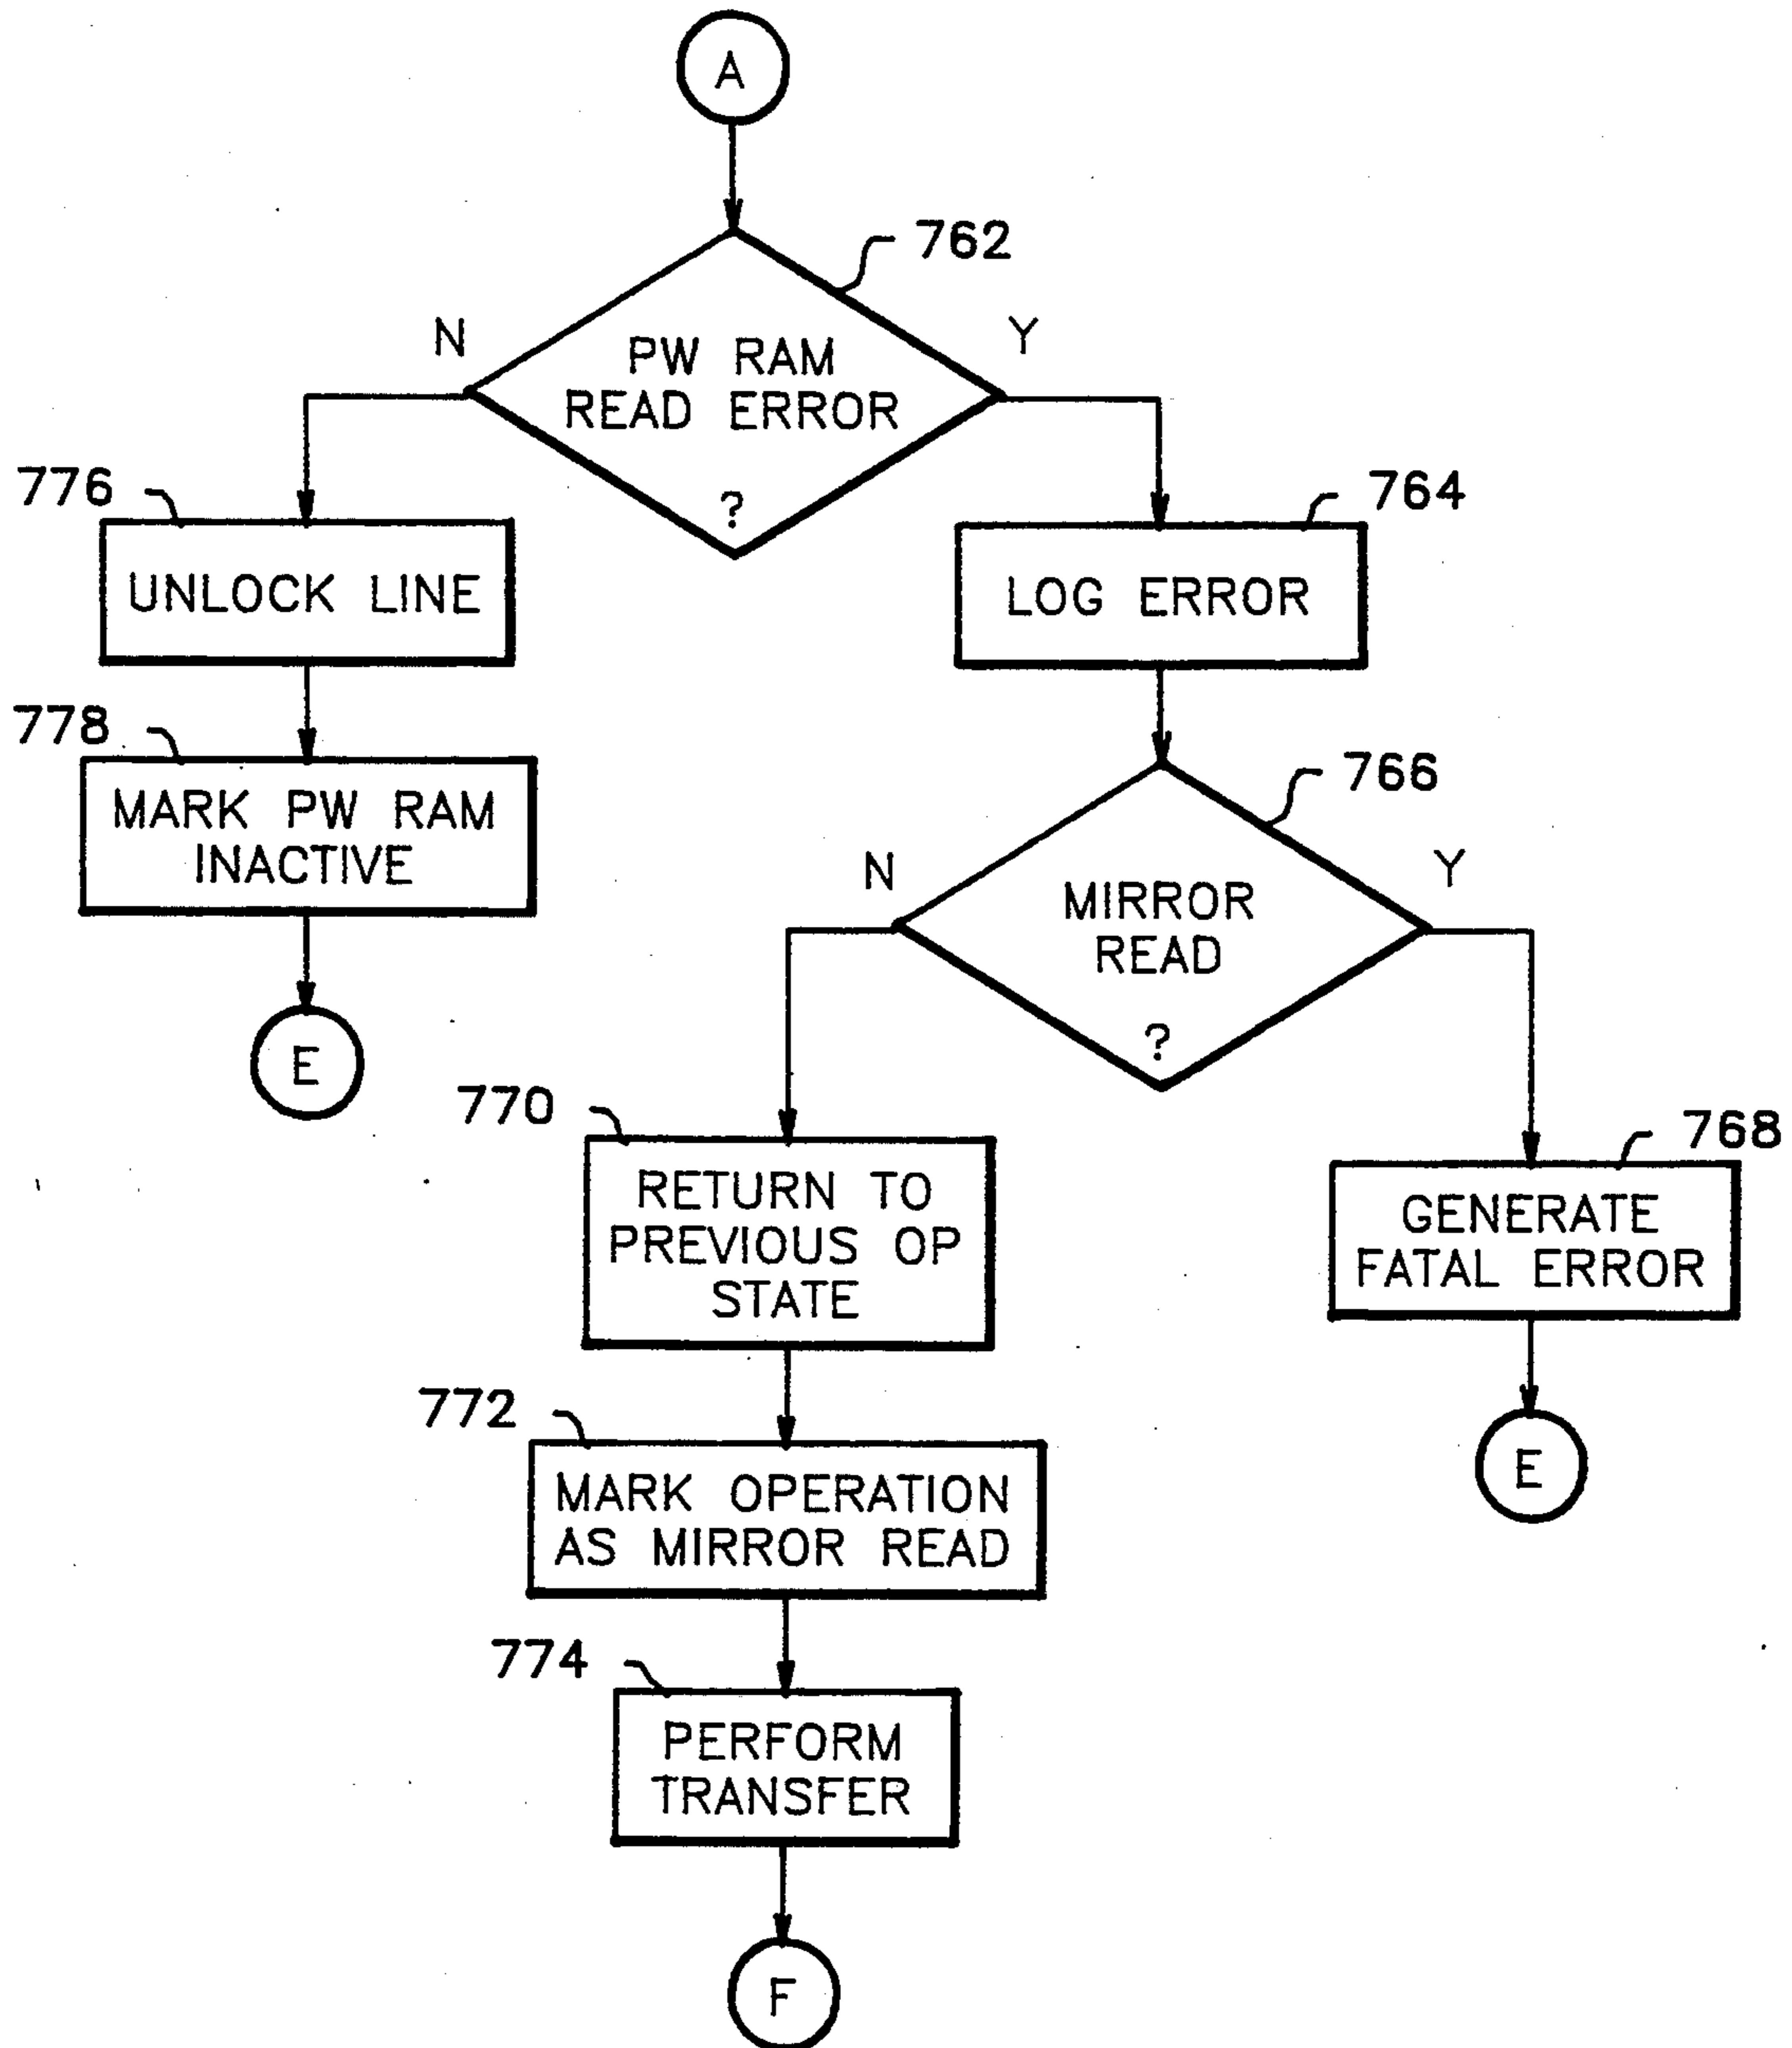 A
762
N
Y
PW RAM
READ ERROR
?
776
764
UNLOCK LINE
LOG ERROR
778
766
MARK PW RAM
INACTIVE
N
Y
MIRROR
READ
?
E
770
768
RETURN TO
PREVIOUS OP
STATE
GENERATE
FATAL ERROR
772
E
MARK OPERATION
AS MIRROR READ
774
PERFORM
TRANSFER
F